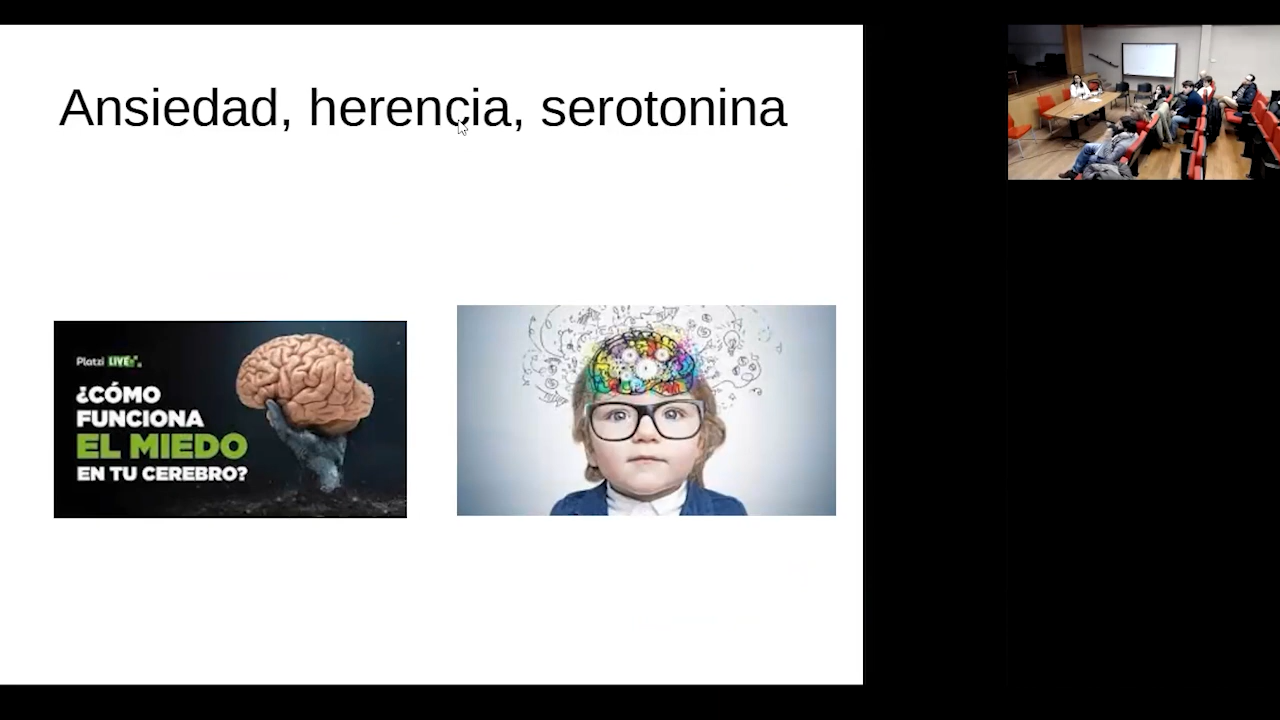 Ansiedad, herencia, serotonina
Platzi LIVE
¿CÓMO
FUNCIONA
EL MIEDO
EN TU CEREBRO?